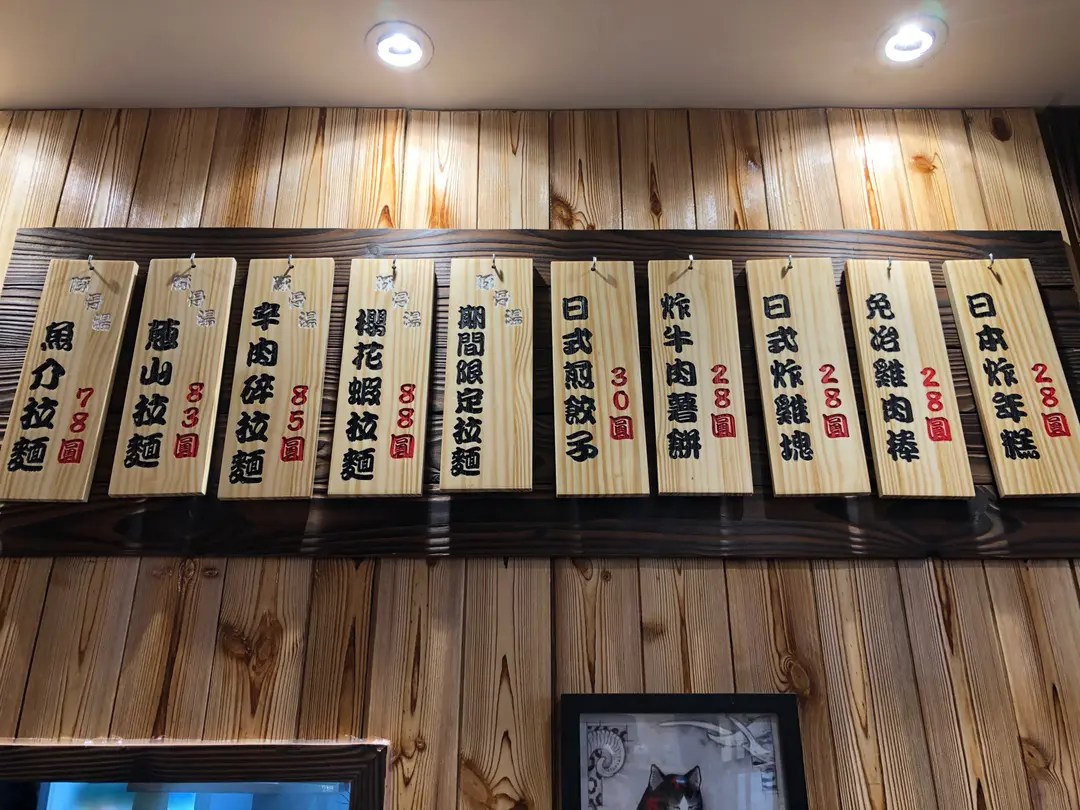 豚骨湯
魚介拉麵
78圓
豚骨湯
蔥山拉麵
83圓
豚骨湯
辛肉碎拉麵
85圓
豚骨湯
櫻花蝦拉麵
88圓
豚骨湯
期間限定拉麵
日式煎餃子
30圓
炸牛肉薯餅
28圓
日式炸雞塊
28圓
免治雞肉棒
28圓
日本炸年糕
28圓